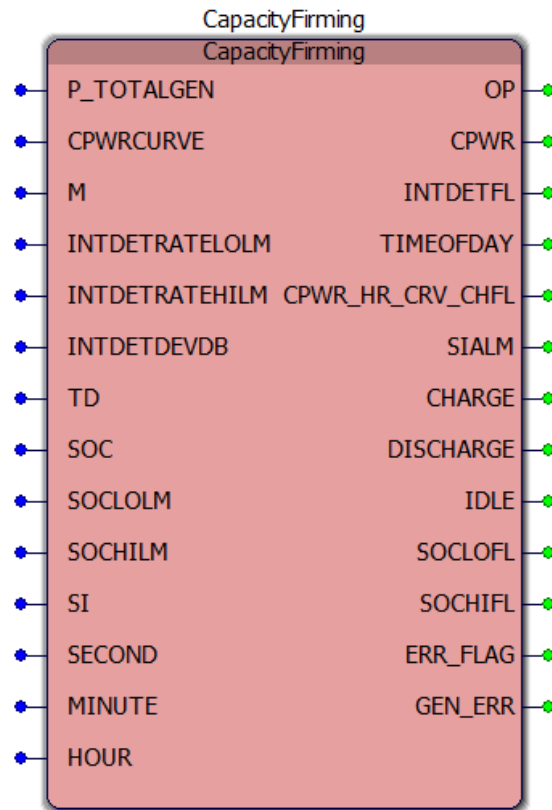 CapacityFirming
CapacityFirming
P_TOTALGEN OP
CPWRCURVE CPWR
M INTDETFL
INTDETRATELOLM TIMEOFDAY
INTDETRATEHILM CPWR_HR_CRV_CHFL
INTDETDEVDB SIALM
TD CHARGE
SOC DISCHARGE
SOCLOLM IDLE
SOCHILM SOCLOFL
SI SOCHIFL
SECOND ERR_FLAG
MINUTE GEN_ERR
HOUR